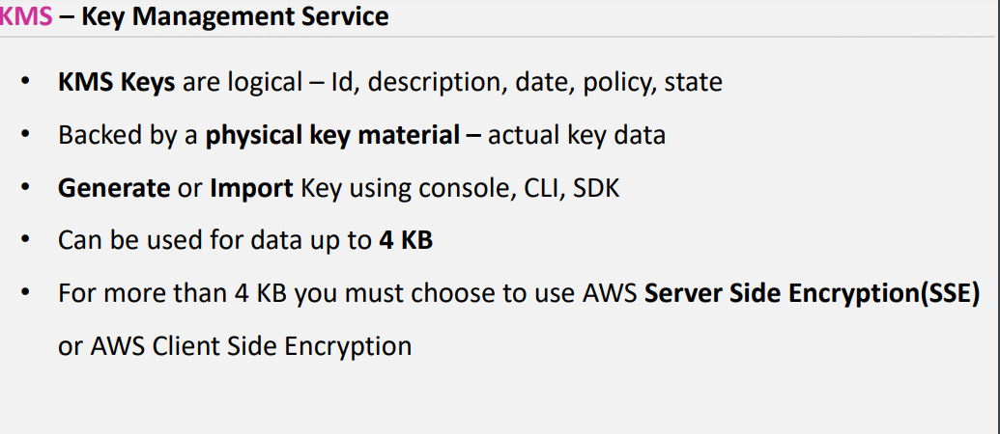 KMS – Key Management Service
• KMS Keys are logical – Id, description, date, policy, state
• Backed by a physical key material – actual key data
• Generate or Import Key using console, CLI, SDK
• Can be used for data up to 4 KB
• For more than 4 KB you must choose to use AWS Server Side Encryption(SSE)
or AWS Client Side Encryption